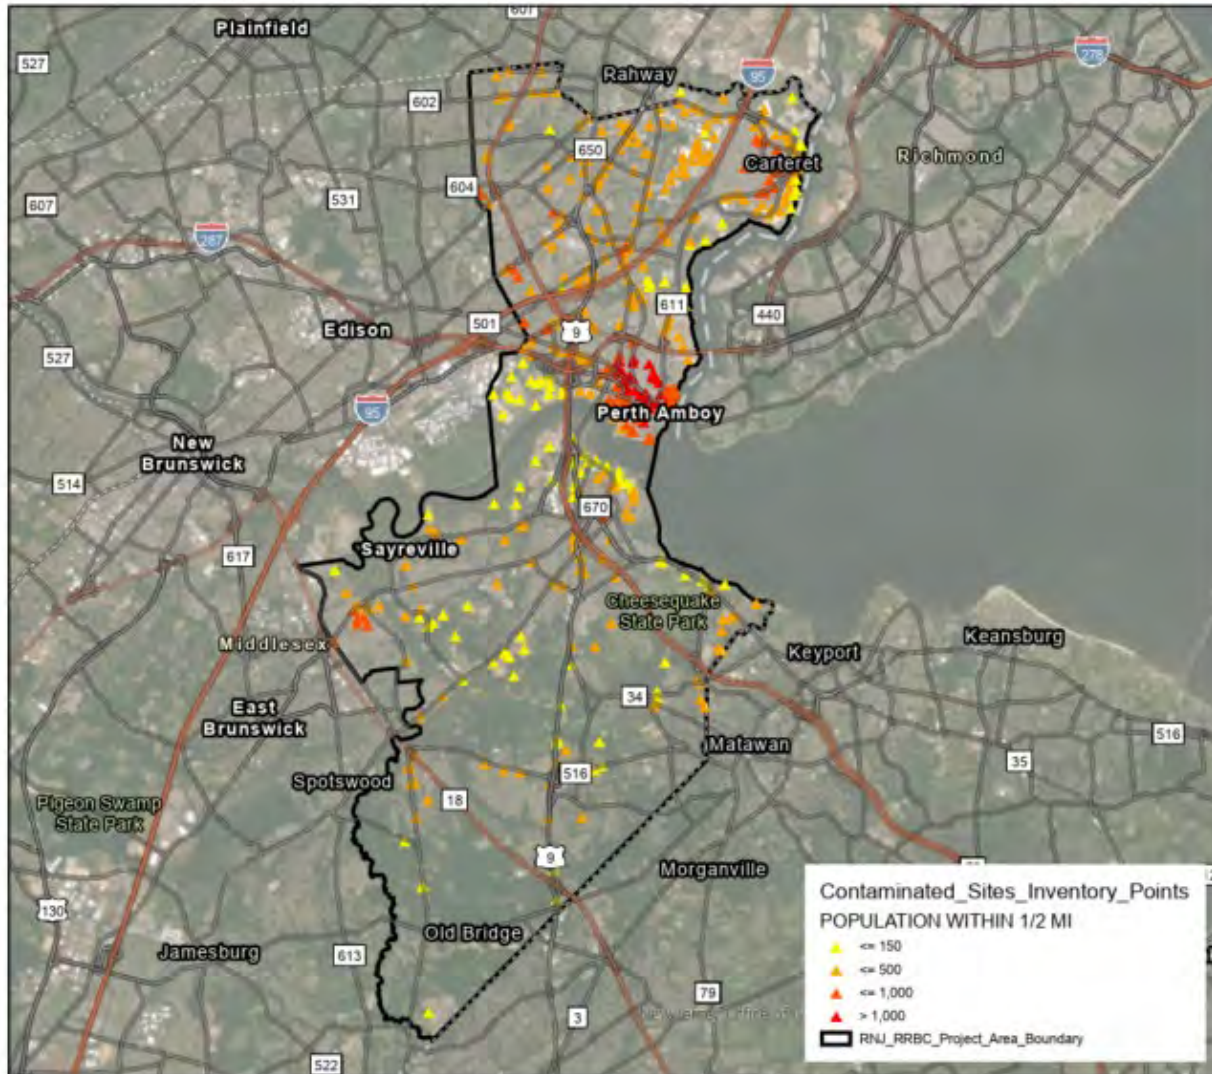 607
Plainfield
527
278
Rahway
95
602
650
Carteret
Richmond
604
531
607
287
611
440
501
9
Edison
527
95
Perth Amboy
New
Brunswick
514
670
617
Sayreville
Cheesequake
State Park
Middlesex
Keyport
Keansburg
34
East
Brunswick
Matawan
516
35
516
Spotswood
18
Pigeon Swamp
State Park
9
Morganville
130
Old Bridge
Jamesburg
613
79
3
522
Contaminated_Sites_Inventory_Points
POPULATION WITHIN 1/2 MI
<= 150
<= 500
<= 1,000
> 1,000
RNJ_RRBC_Project_Area_Boundary